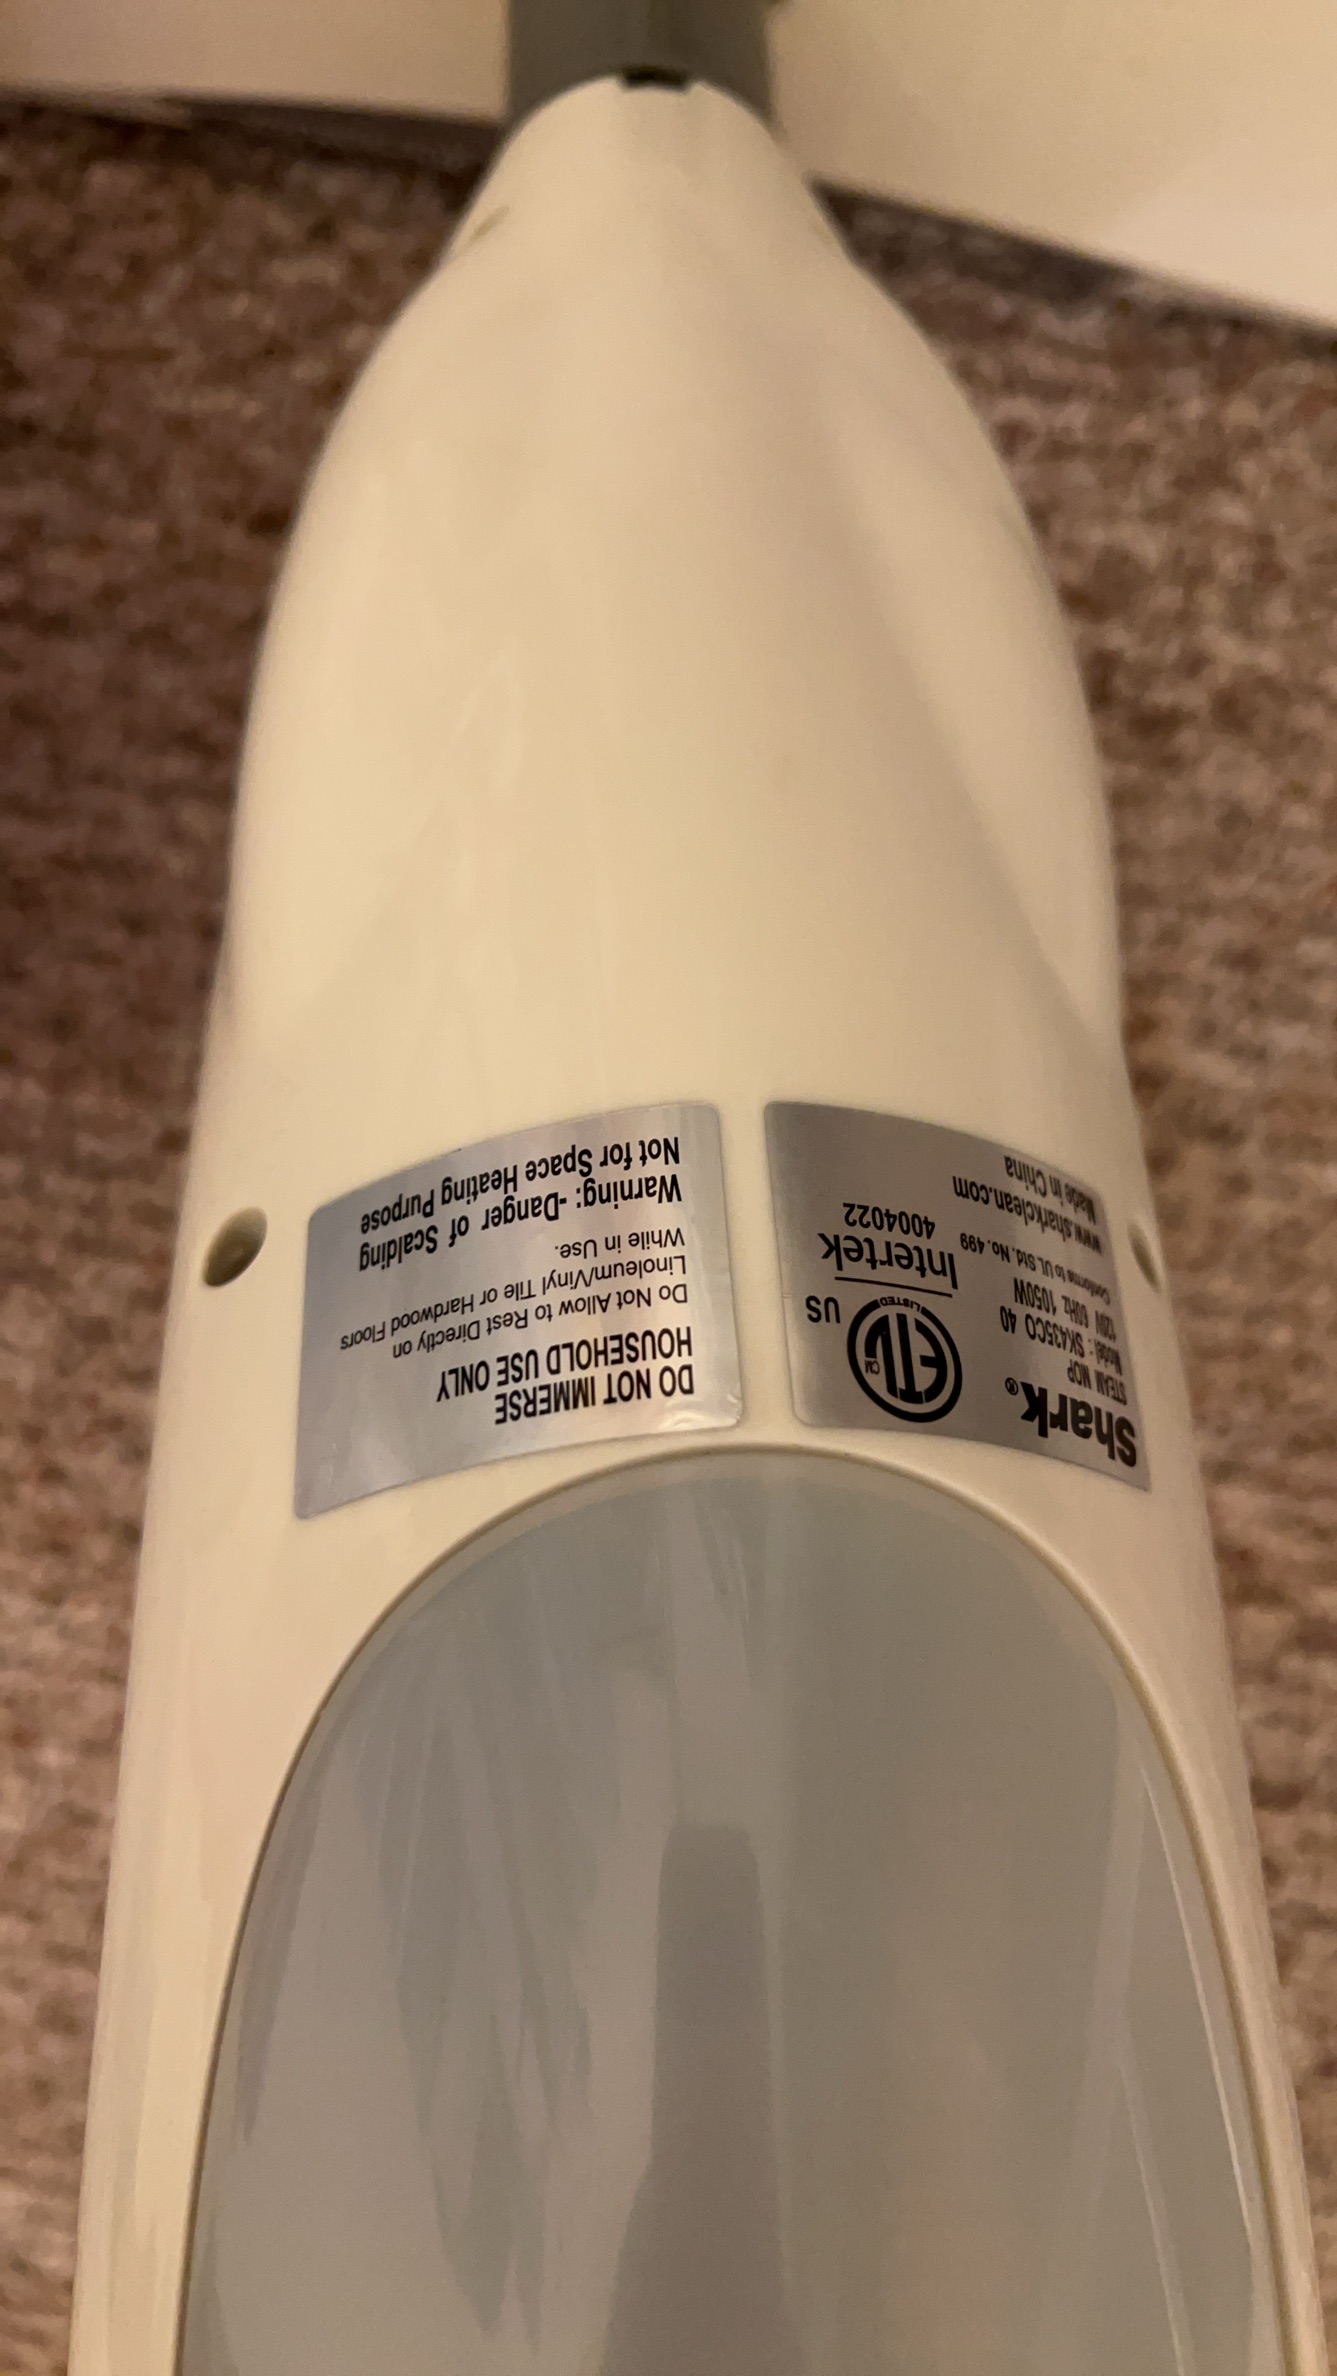 Shark®
STEAM MOP
Model : SK435CO 40
120V 60Hz 1050W
Conforms to UL Std. No. 499
www.sharkclean.com
Made in China
ETL
CM
LISTED
US
Intertek
4004022
DO NOT IMMERSE
HOUSEHOLD USE ONLY
Do Not Allow to Rest Directly on
Linoleum/Vinyl Tile or Hardwood Floors
While in Use.
Warning: -Danger of Scalding
Not for Space Heating Purpose